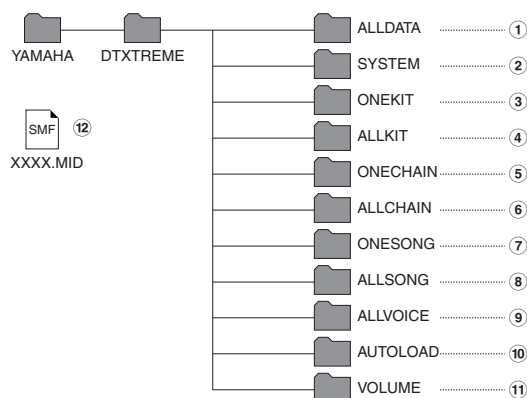 YAMAHA DTXTREME
SMF ⑫
XXXX.MID
ALLDATA ①
SYSTEM ②
ONEKIT ③
ALLKIT ④
ONECHAIN ⑤
ALLCHAIN ⑥
ONESONG ⑦
ALLSONG ⑧
ALLVOICE ⑨
AUTOLOAD ⑩
VOLUME ⑪